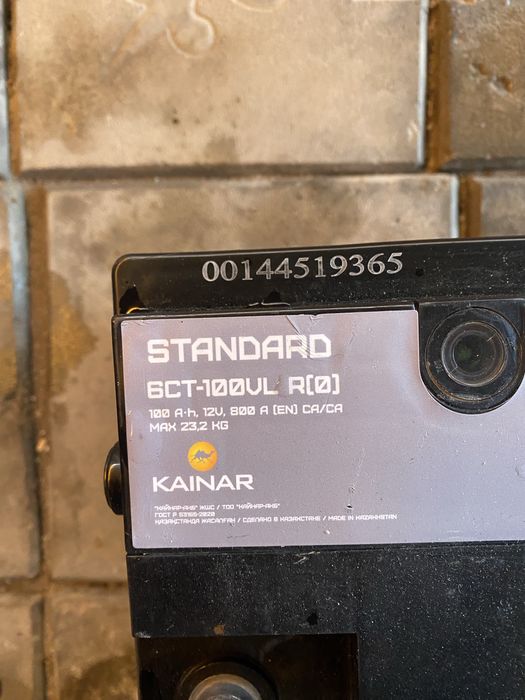 00144519365
STANDARD
6CT-100VL R(0)
100 A·h, 12V, 800 A (EN) CA/CA
MAX 23,2 KG
KAINAR
"КАЙНАР-АКБ" ЖШС / ТОО "КАЙНАР-АКБ"
ГОСТ Р 53165-2020
ҚАЗАҚСТАНДА ЖАСАЛҒАН / СДЕЛАНО В КАЗАХСТАНЕ / MADE IN KAZAKHSTAN